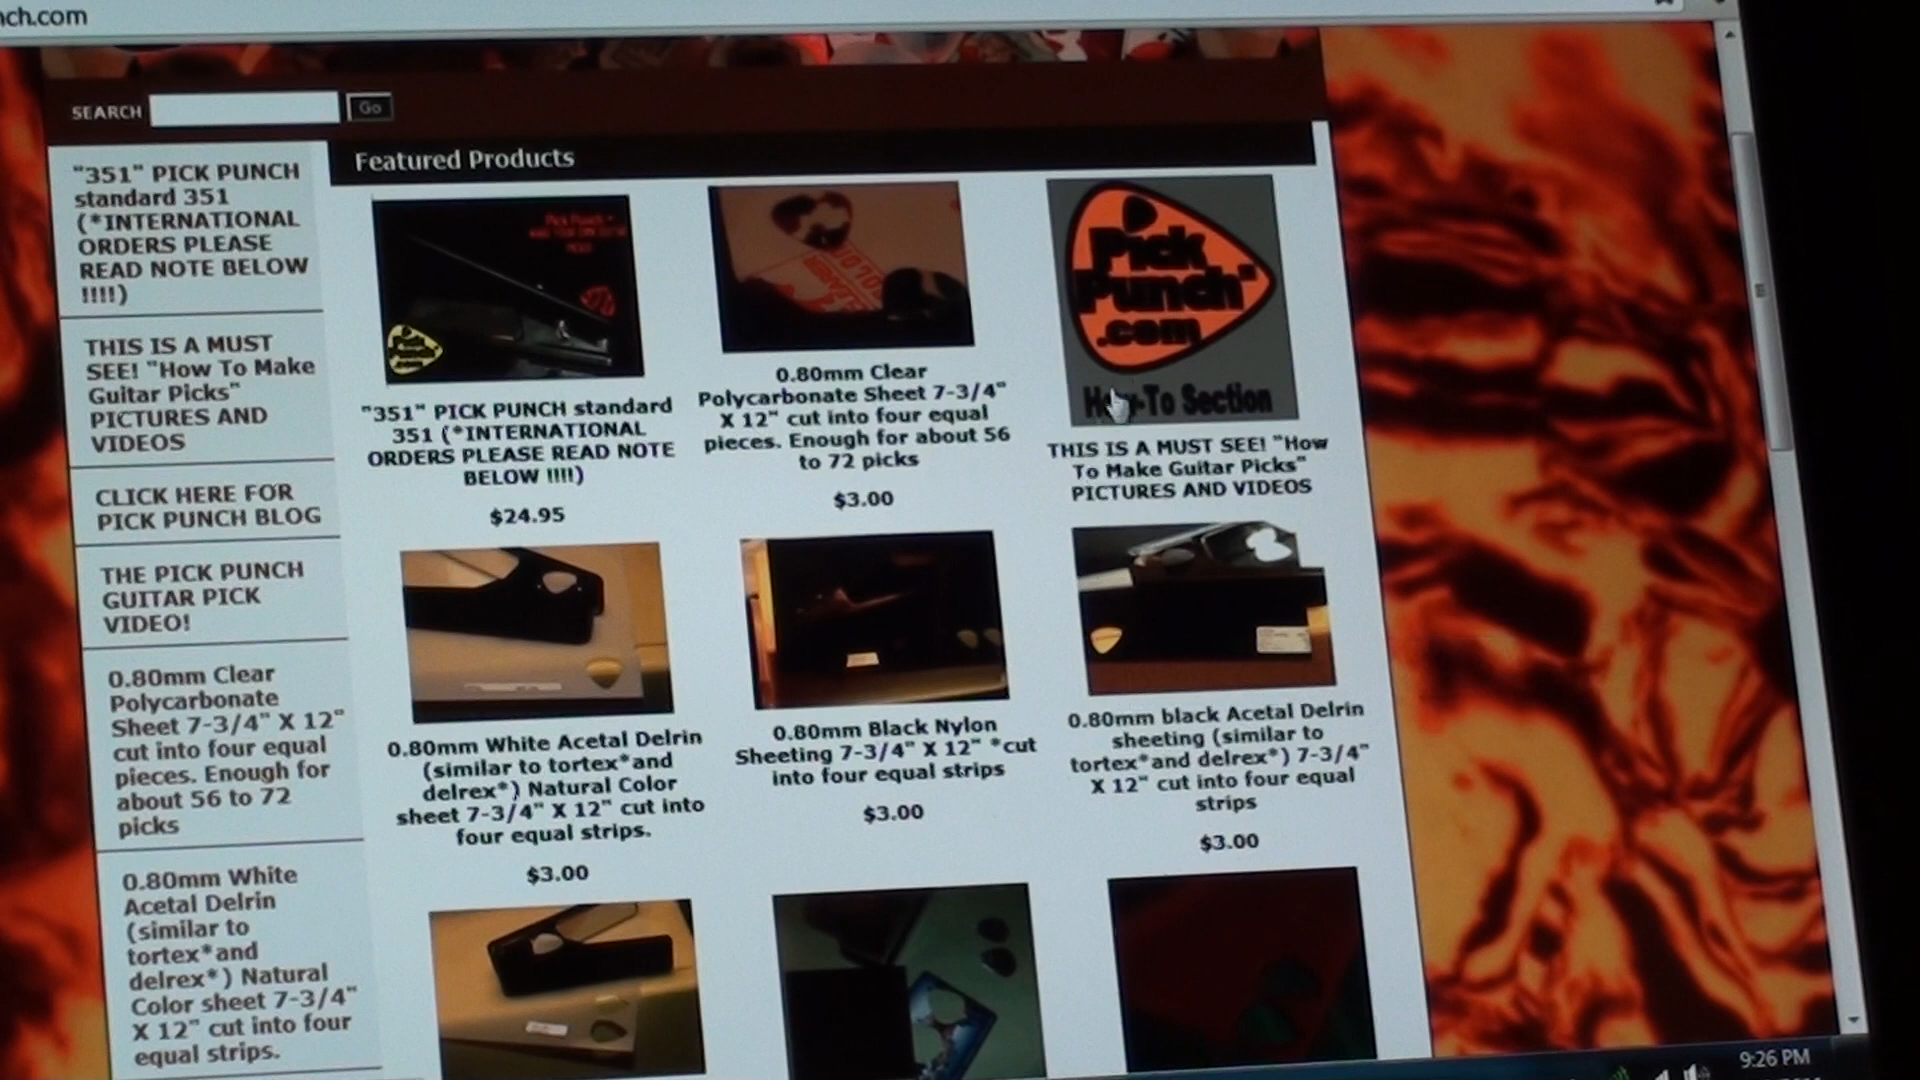 nch.com
SEARCH
Go
"351" PICK PUNCH
standard 351
(*INTERNATIONAL
ORDERS PLEASE
READ NOTE BELOW
!!!!)
THIS IS A MUST
SEE! "How To Make
Guitar Picks"
PICTURES AND
VIDEOS
CLICK HERE FOR
PICK PUNCH BLOG
THE PICK PUNCH
GUITAR PICK
VIDEO!
0.80mm Clear
Polycarbonate
Sheet 7-3/4" X 12"
cut into four equal
pieces. Enough for
about 56 to 72
picks
0.80mm White
Acetal Delrin
(similar to
tortex*and
delrex*) Natural
Color sheet 7-3/4"
X 12" cut into four
equal strips.
Featured Products
"351" PICK PUNCH standard
351 (*INTERNATIONAL
ORDERS PLEASE READ NOTE
BELOW !!!!)
$24.95
0.80mm Clear
Polycarbonate Sheet 7-3/4"
X 12" cut into four equal
pieces. Enough for about 56
to 72 picks
$3.00
Pick
Punch
.com
How-To Section
THIS IS A MUST SEE! "How
To Make Guitar Picks"
PICTURES AND VIDEOS
0.80mm White Acetal Delrin
(similar to tortex*and
delrex*) Natural Color
sheet 7-3/4" X 12" cut into
four equal strips.
$3.00
0.80mm Black Nylon
Sheeting 7-3/4" X 12" *cut
into four equal strips
$3.00
0.80mm black Acetal Delrin
sheeting (similar to
tortex*and delrex*) 7-3/4"
X 12" cut into four equal
strips
$3.00
9:26 PM